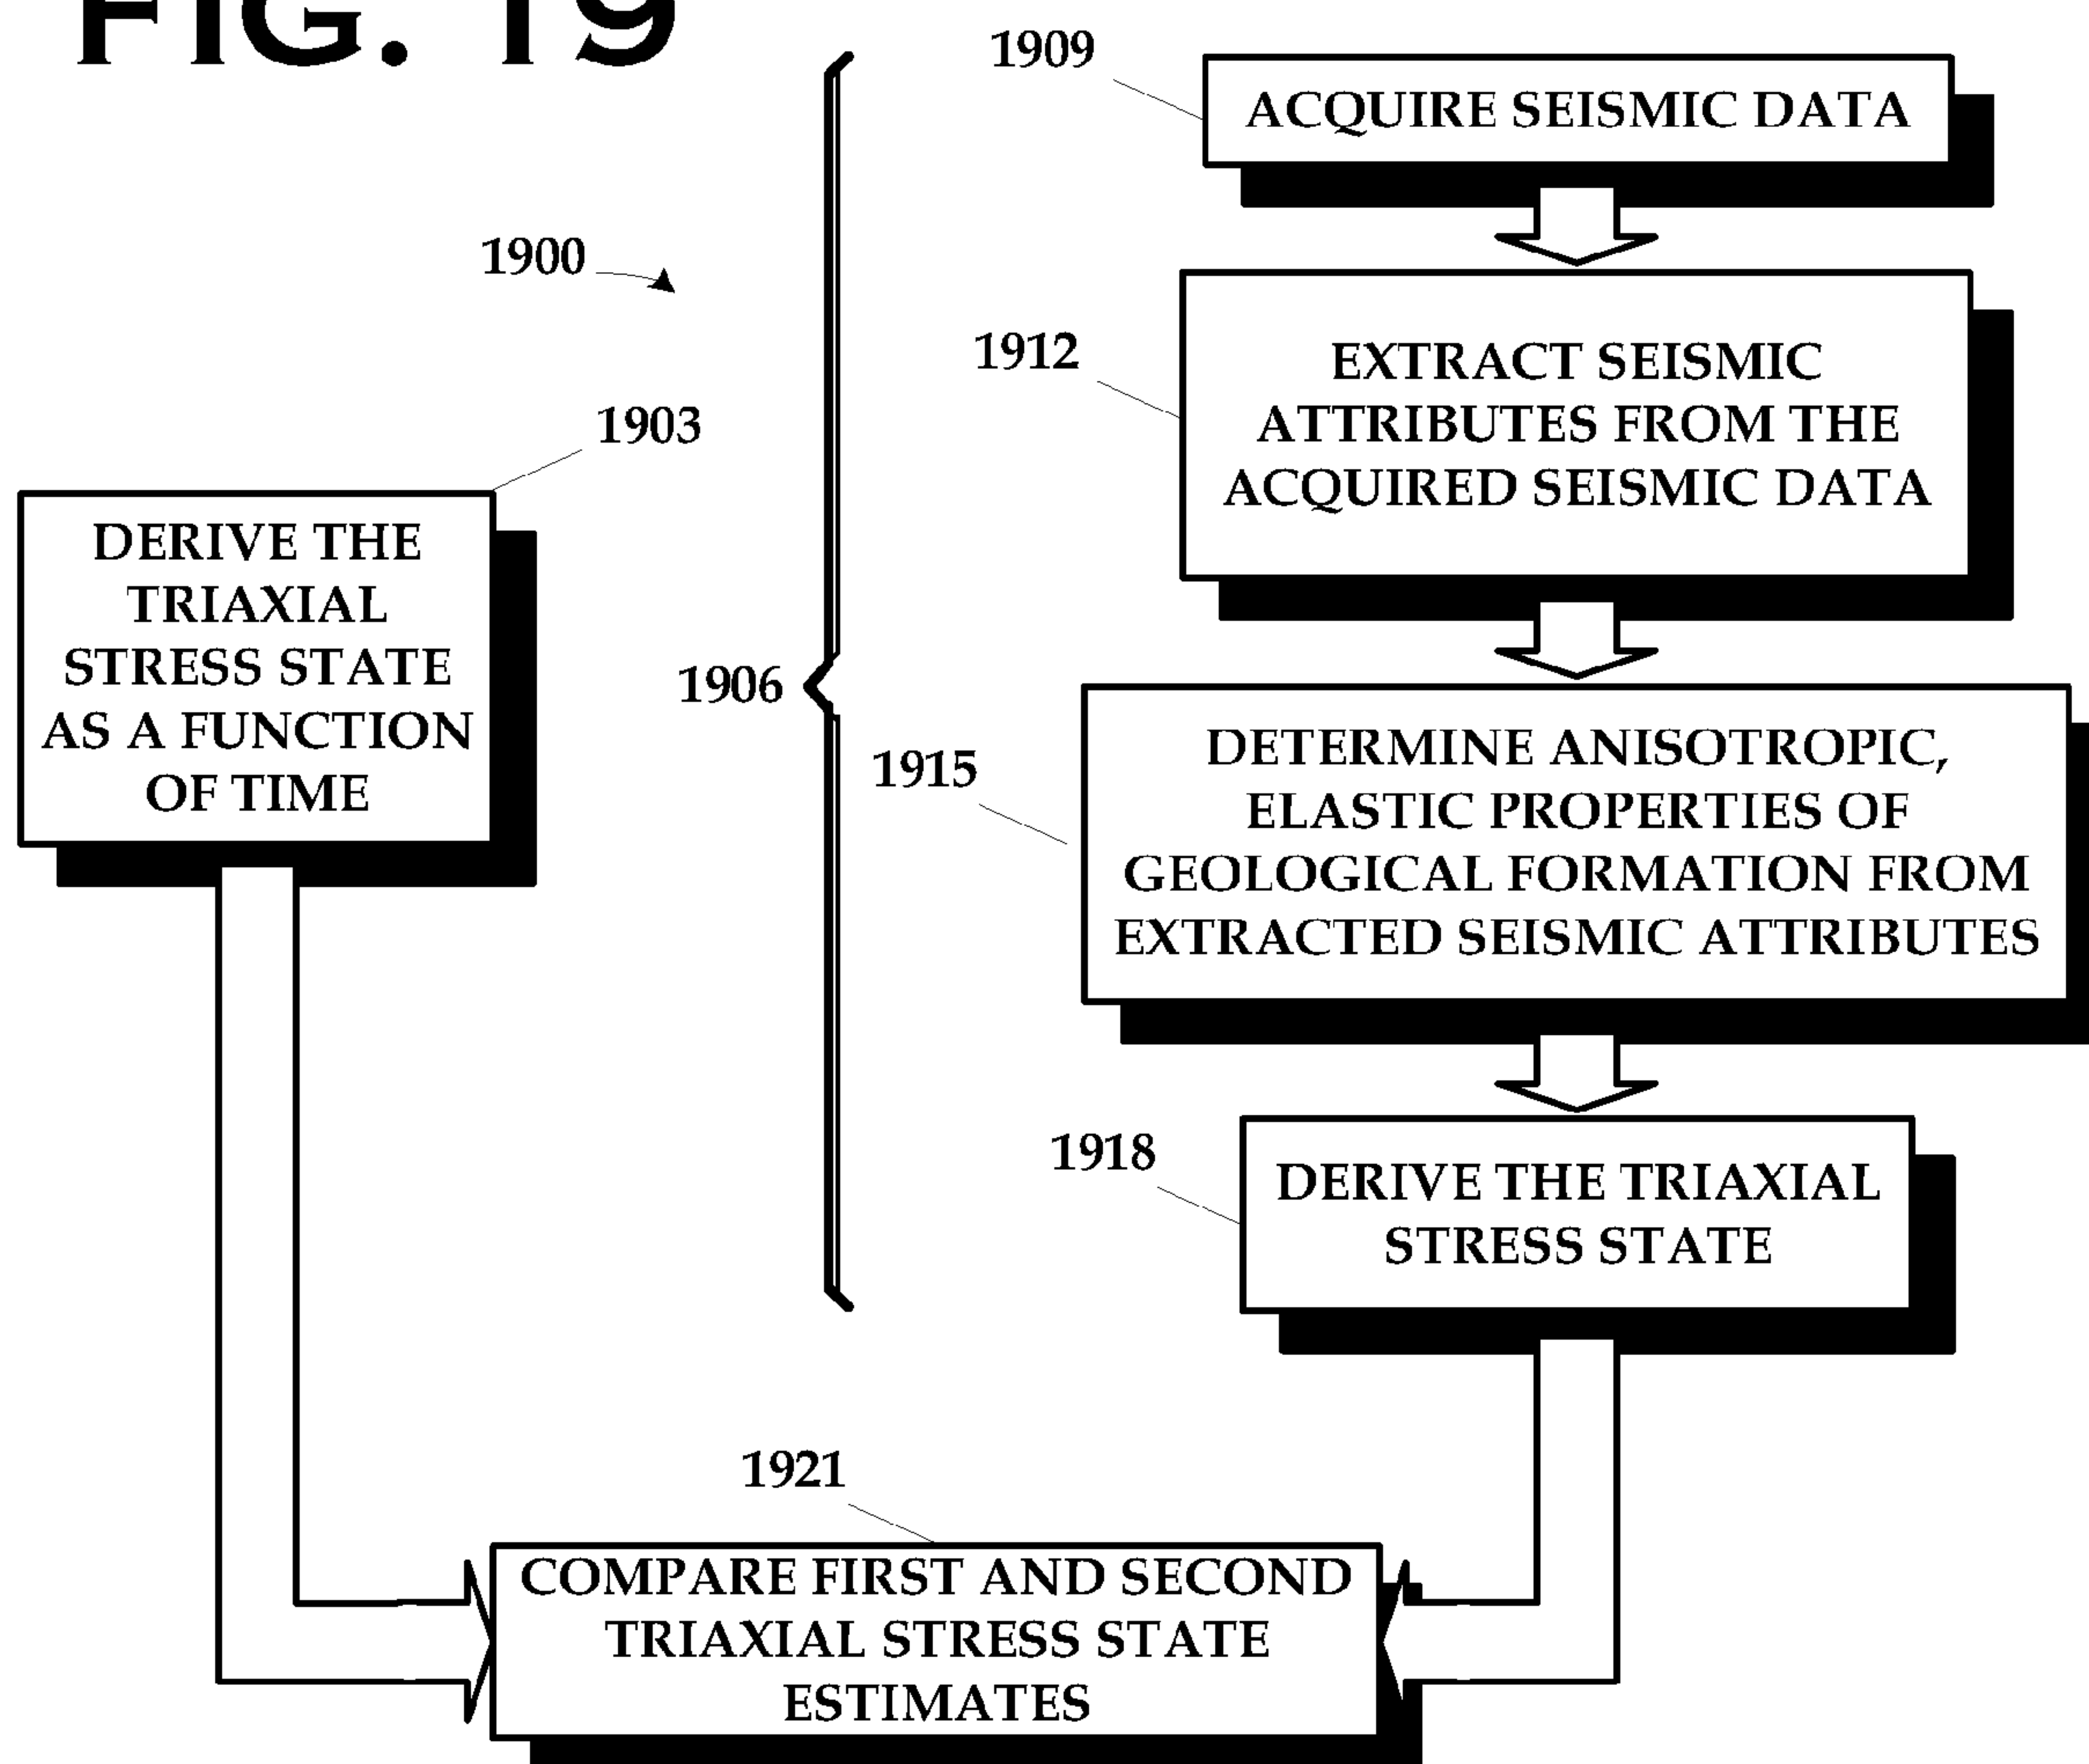 FIG. 19
1909
ACQUIRE SEISMIC DATA
1900
1912
EXTRACT SEISMIC
ATTRIBUTES FROM THE
ACQUIRED SEISMIC DATA
1903
DERIVE THE
TRIAXIAL
STRESS STATE
AS A FUNCTION
OF TIME
1906
1915
DETERMINE ANISOTROPIC,
ELASTIC PROPERTIES OF
GEOLOGICAL FORMATION FROM
EXTRACTED SEISMIC ATTRIBUTES
1918
DERIVE THE TRIAXIAL
STRESS STATE
1921
COMPARE FIRST AND SECOND
TRIAXIAL STRESS STATE
ESTIMATES